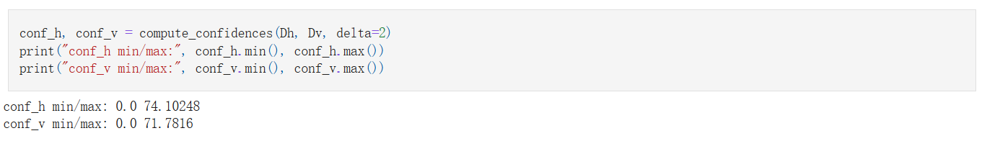 conf_h, conf_v = compute_confidences(Dh, Dv, delta=2)
print("conf_h min/max:", conf_h.min(), conf_h.max())
print("conf_v min/max:", conf_v.min(), conf_v.max())
conf_h min/max: 0.0 74.10248
conf_v min/max: 0.0 71.7816